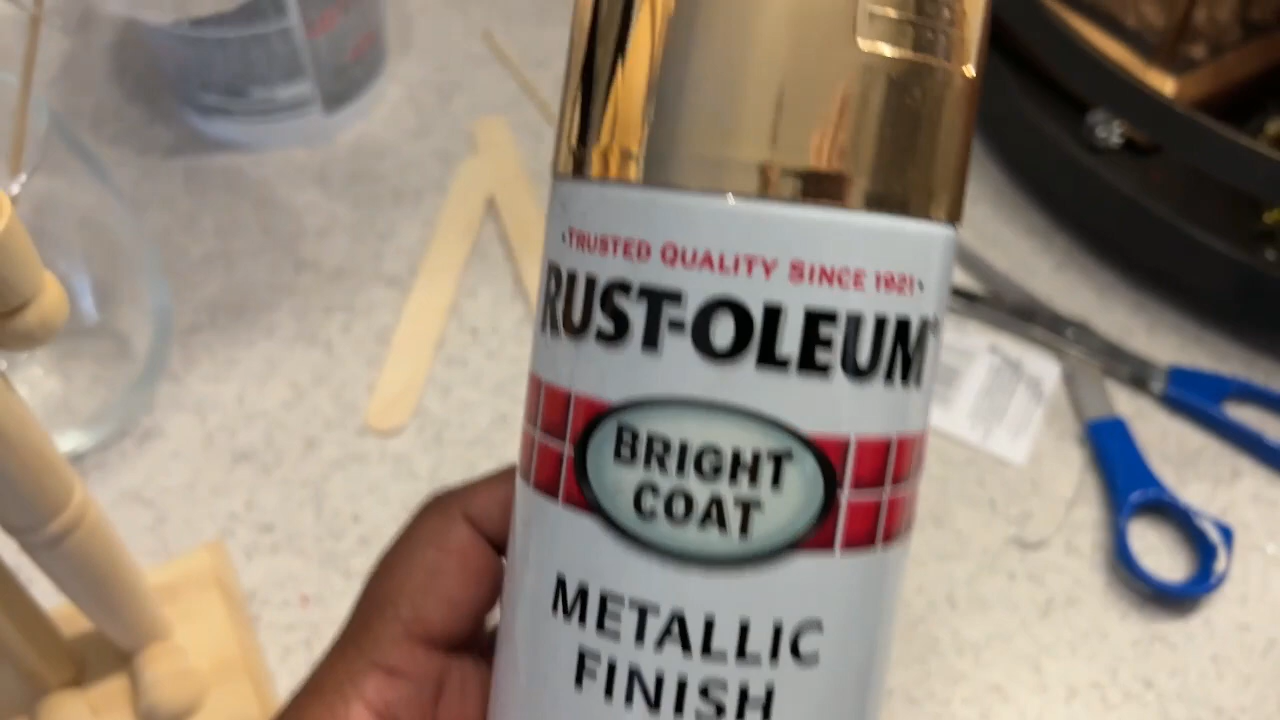 TRUSTED QUALITY SINCE 1921
RUST-OLEUM
BRIGHT
COAT
METALLIC
FINISH